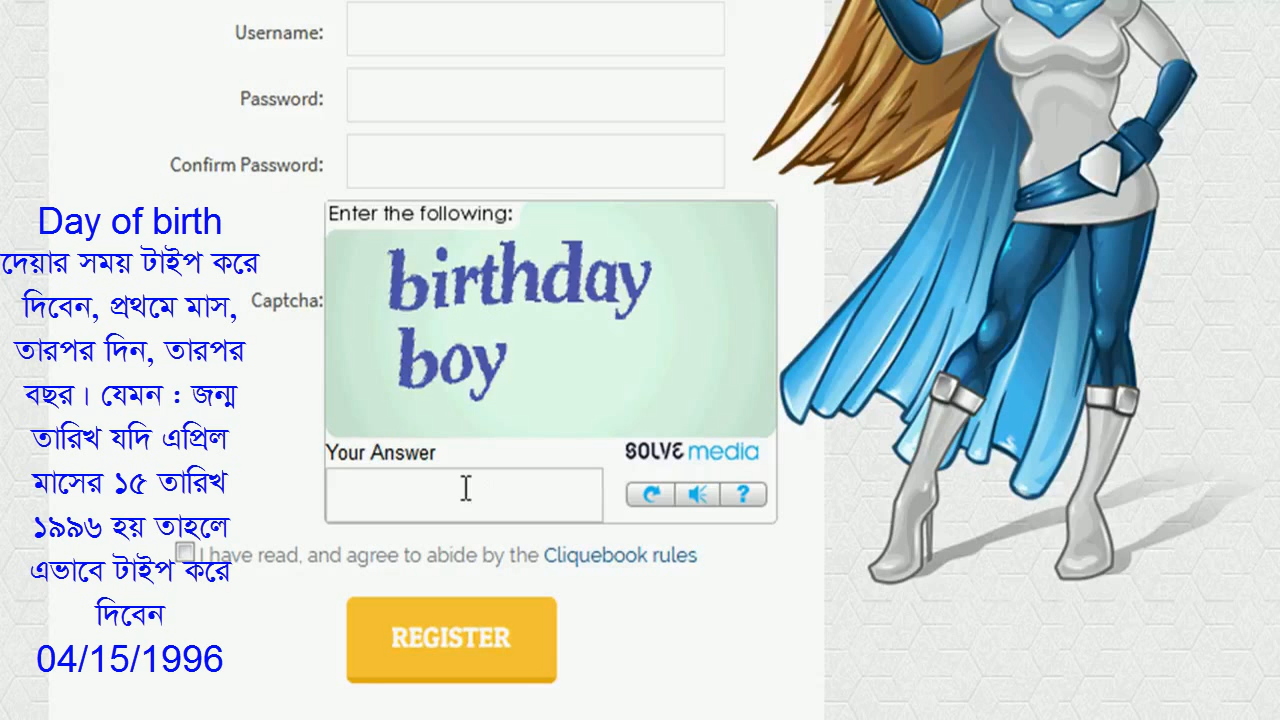 Username:
Password:
Confirm Password:
Day of birth
দেয়ার সময় টাইপ করে
দিবেন, প্রথমে মাস,
তারপর দিন, তারপর
বছর। যেমন : জন্ম
তারিখ যদি এপ্রিল
মাসের ১৫ তারিখ
১৯৯৬ হয় তাহলে
এভাবে টাইপ করে
দিবেন
04/15/1996
Captcha:
Enter the following:
birthday
boy
Your Answer
SOLVE media
?
I have read, and agree to abide by the Cliquebook rules
REGISTER